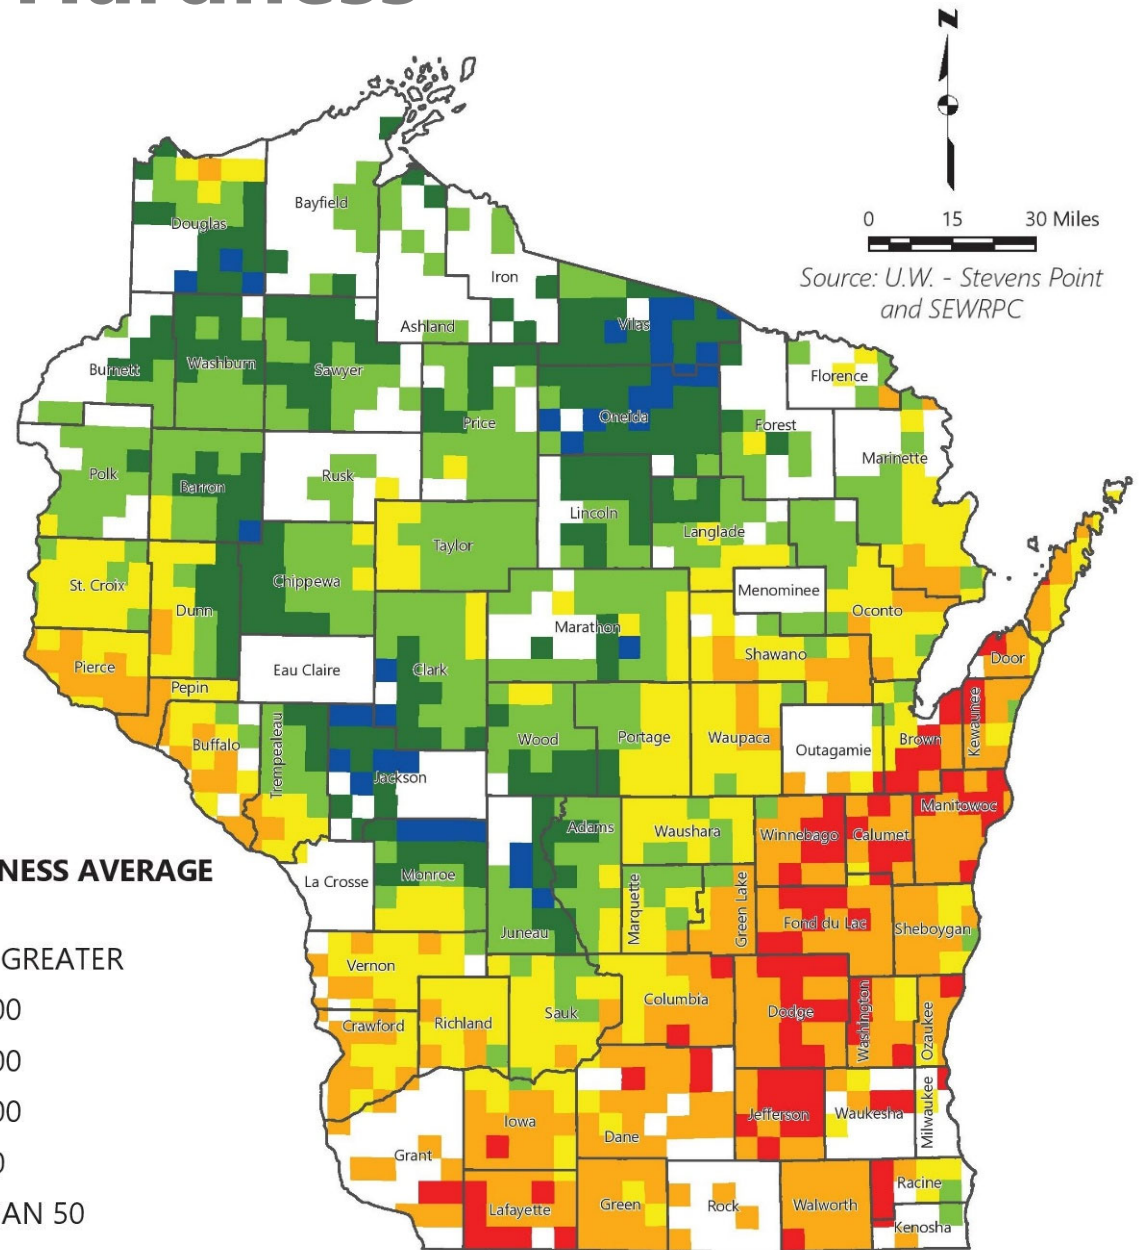 Hardness
N
0 15 30 Miles
Source: U.W. - Stevens Point
and SEWRPC
Bayfield
Douglas
Iron
Ashland
Vilas
Burnett
Washburn
Sawyer
Florence
Price
Oneida
Forest
Marinette
Polk
Barron
Rusk
Lincoln
Langlade
Taylor
St. Croix
Chippewa
Menominee
Dunn
Oconto
Marathon
Pierce
Eau Claire
Clark
Shawano
Door
Pepin
Buffalo
Trempealeau
Wood
Portage
Waupaca
Outagamie
Brown
Kewaunee
Jackson
Manitowoc
Adams
Waushara
Winnebago
Calumet
NESS AVERAGE
La Crosse
Monroe
Marquette
Green Lake
Juneau
Fond du Lac
Sheboygan
GREATER
Vernon
Columbia
00
Crawford
Richland
Sauk
Dodge
Washington
Ozaukee
00
00
Iowa
Dane
Jefferson
Waukesha
Milwaukee
0
Grant
Racine
AN 50
Lafayette
Green
Rock
Walworth
Kenosha